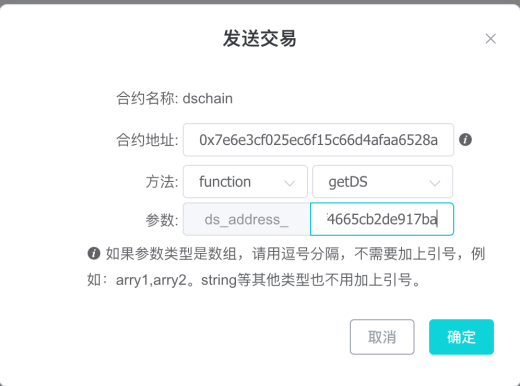 发送交易
合约名称: dschain
合约地址: 0x7e6e3cf025ec6f15c66d4afaa6528a
方法: function getDS
参数: ds_address_ 4665cb2de917ba
如果参数类型是数组，请用逗号分隔，不需要加上引号，例
如：arry1,arry2。string等其他类型也不用加上引号。
取消 确定